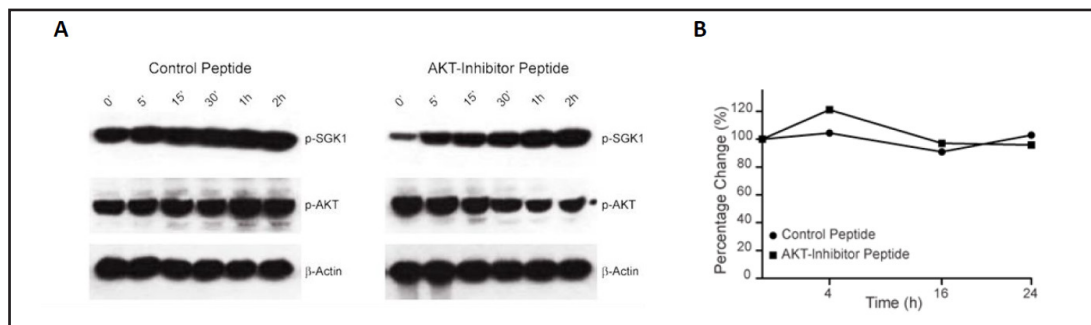 A
Control Peptide
0' 5' 15' 30' 1h 2h
p-SGK1
p-AKT
β-Actin
AKT-Inhibitor Peptide
0' 5' 15' 30' 1h 2h
p-SGK1
p-AKT
β-Actin
B
Percentage Change (%)
120
100
80
60
40
20
0
Control Peptide
AKT-Inhibitor Peptide
4 16 24
Time (h)